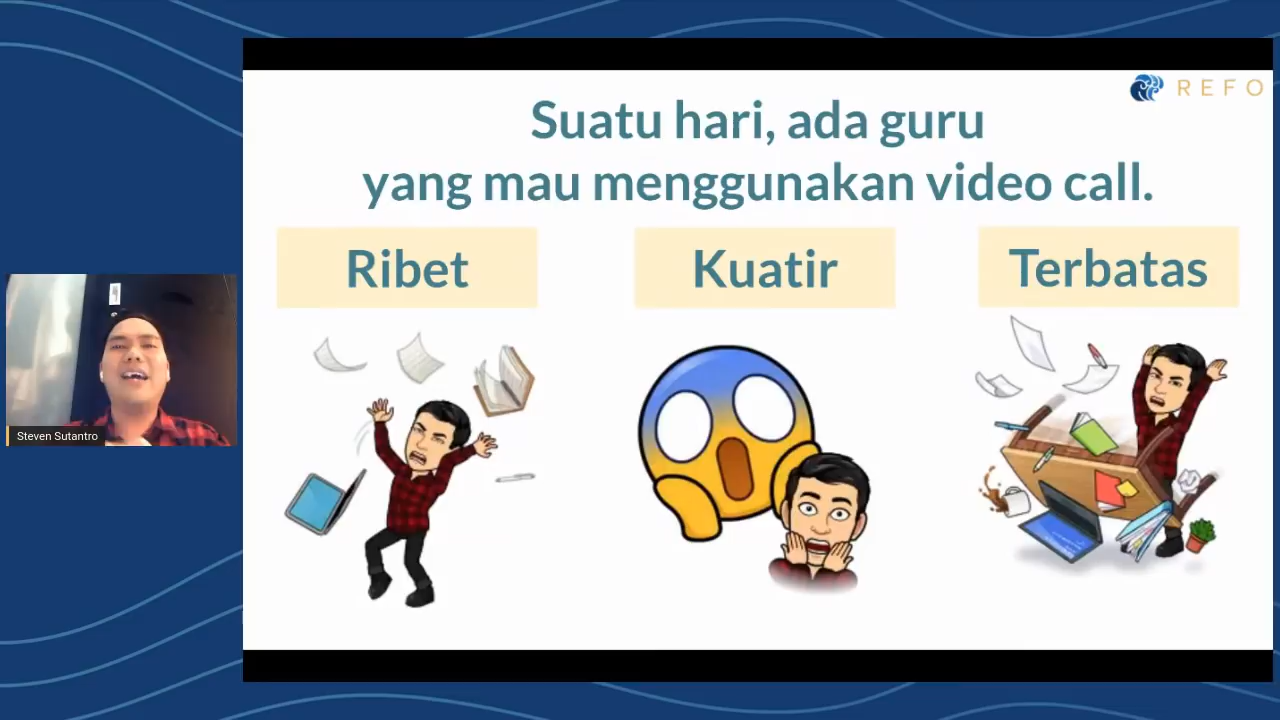 REFO
Suatu hari, ada guru
yang mau menggunakan video call.
Ribet
Kuatir
Terbatas
Steven Sutantro